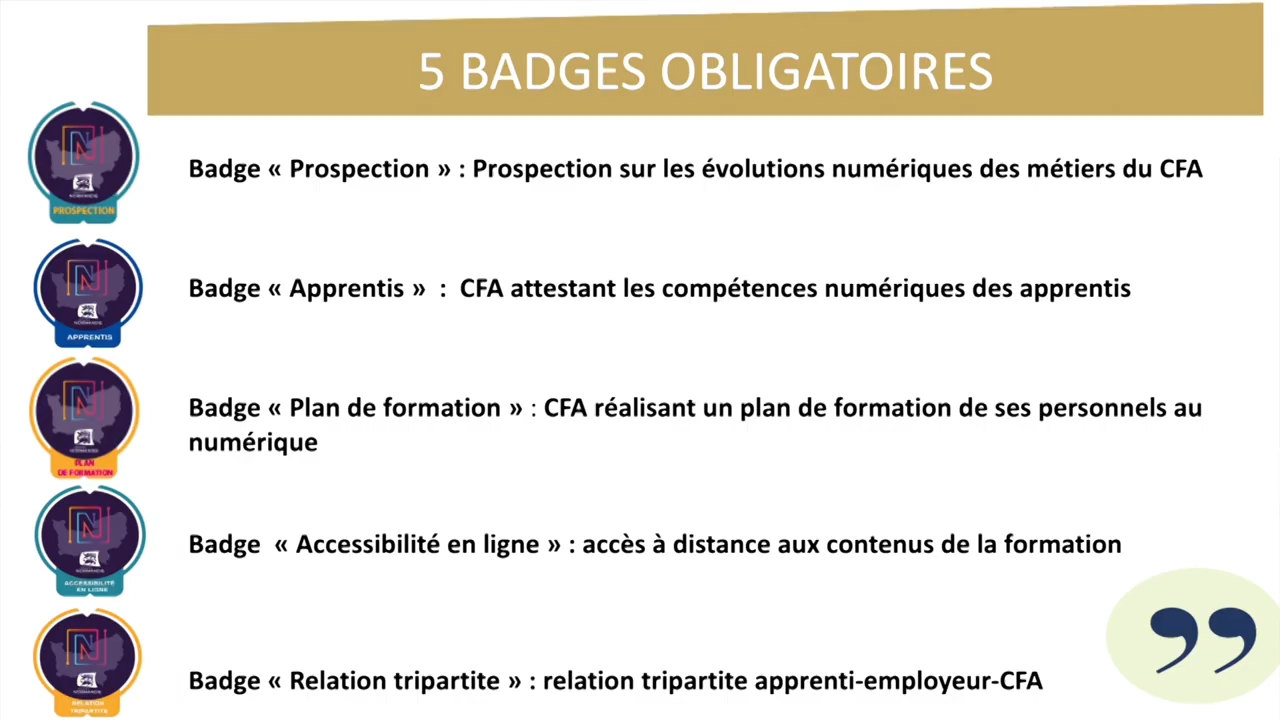 5 BADGES OBLIGATOIRES
PROSPECTION
Badge « Prospection » : Prospection sur les évolutions numériques des métiers du CFA
APPRENTIS
Badge « Apprentis » : CFA attestant les compétences numériques des apprentis
PLAN
DE FORMATION
Badge « Plan de formation » : CFA réalisant un plan de formation de ses personnels au
numérique
ACCESSIBILITÉ
EN LIGNE
Badge « Accessibilité en ligne » : accès à distance aux contenus de la formation
RELATION
TRIPARTITE
Badge « Relation tripartite » : relation tripartite apprenti-employeur-CFA